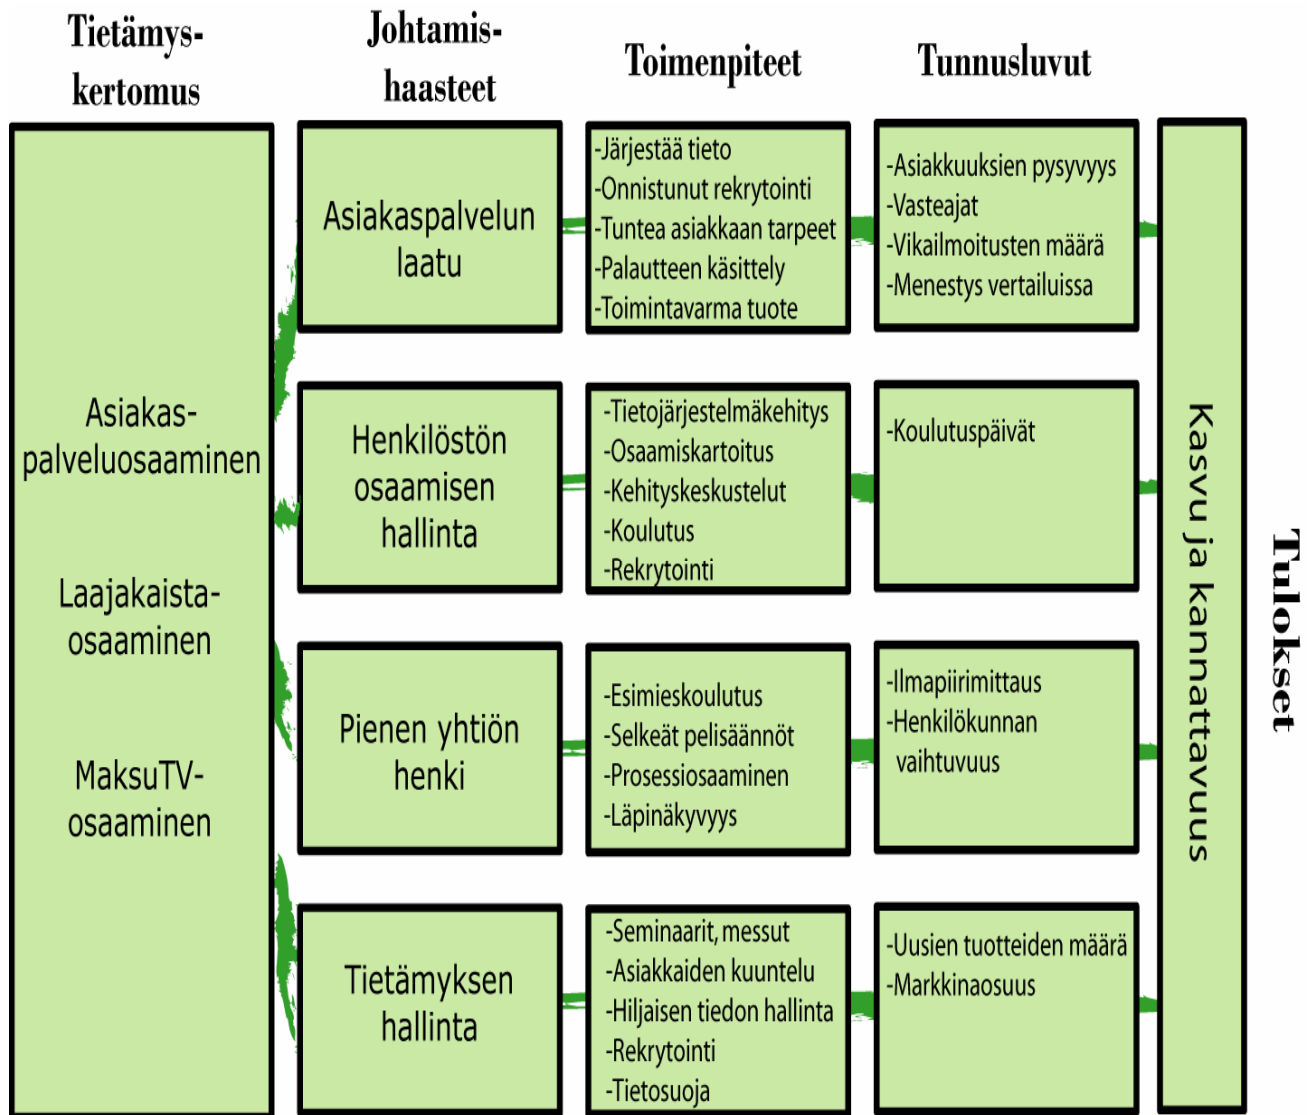 Tietämys-
kertomus
Johtamis-
haasteet
Toimenpiteet
Tunnusluvut
Asiakas-
palveluosaaminen
Laajakaista-
osaaminen
MaksuTV-
osaaminen
Asiakaspalvelun
laatu
-Järjestää tieto
-Onnistunut rekrytointi
-Tuntea asiakkaan tarpeet
-Palautteen käsittely
-Toimintavarma tuote
-Asiakkuuksien pysyvyys
-Vasteajat
-Vikailmoitusten määrä
-Menestys vertailuissa
Henkilöstön
osaamisen
hallinta
-Tietojärjestelmäkehitys
-Osaamiskartoitus
-Kehityskeskustelut
-Koulutus
-Rekrytointi
-Koulutuspäivät
Pienen yhtiön
henki
-Esimieskoulutus
-Selkeät pelisäännöt
-Prosessiosaaminen
-Läpinäkyvyys
-Ilmapiirimittaus
-Henkilökunnan
vaihtuvuus
Tietämyksen
hallinta
-Seminaarit, messut
-Asiakkaiden kuuntelu
-Hiljaisen tiedon hallinta
-Rekrytointi
-Tietosuoja
-Uusien tuotteiden määrä
-Markkinaosuus
Kasvu ja kannattavuus
Tulokset